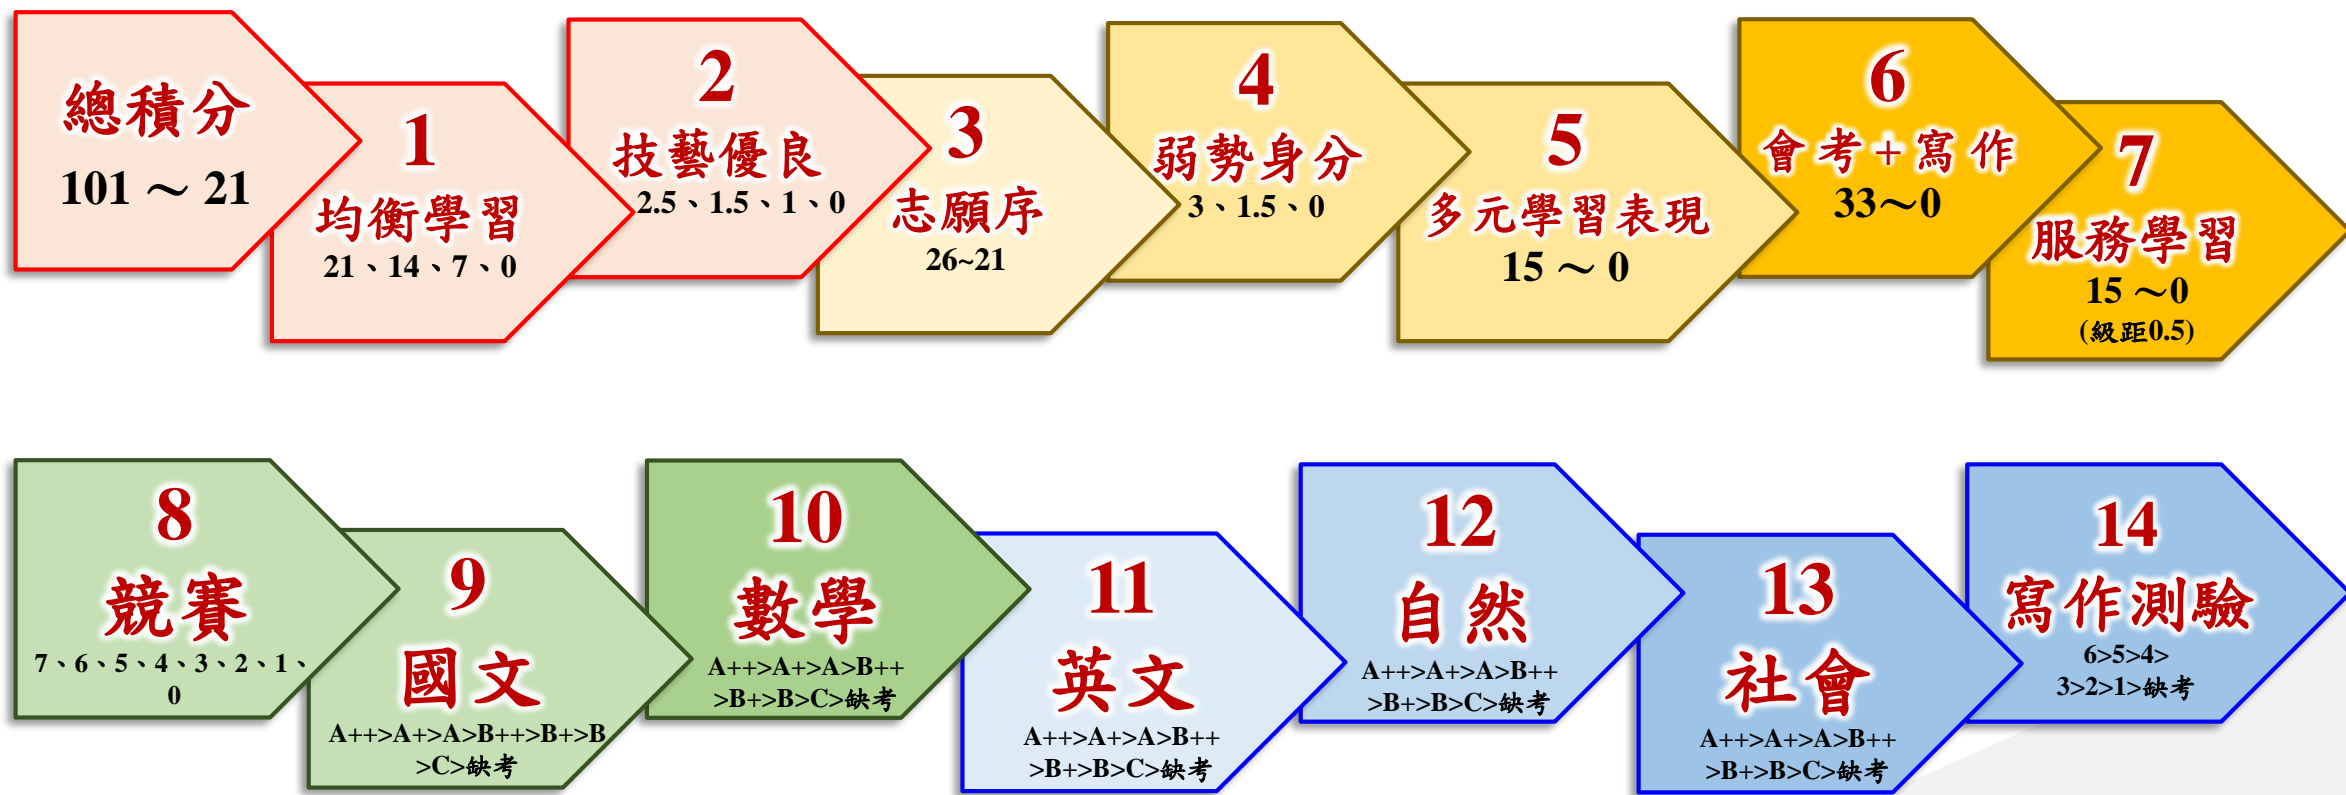 總積分
101 ～ 21
1
均衡學習
21、14、7、0
2
技藝優良
2.5、1.5、1、0
3
志願序
26~21
4
弱勢身分
3、1.5、0
5
多元學習表現
15 ～ 0
6
會考+寫作
33～0
7
服務學習
15 ～0
(級距0.5)
8
競賽
7、6、5、4、3、2、1、
0
9
國文
A++>A+>A>B++>B+>B
>C>缺考
10
數學
A++>A+>A>B++
>B+>B>C>缺考
11
英文
A++>A+>A>B++
>B+>B>C>缺考
12
自然
A++>A+>A>B++
>B+>B>C>缺考
13
社會
A++>A+>A>B++
>B+>B>C>缺考
14
寫作測驗
6>5>4>
3>2>1>缺考